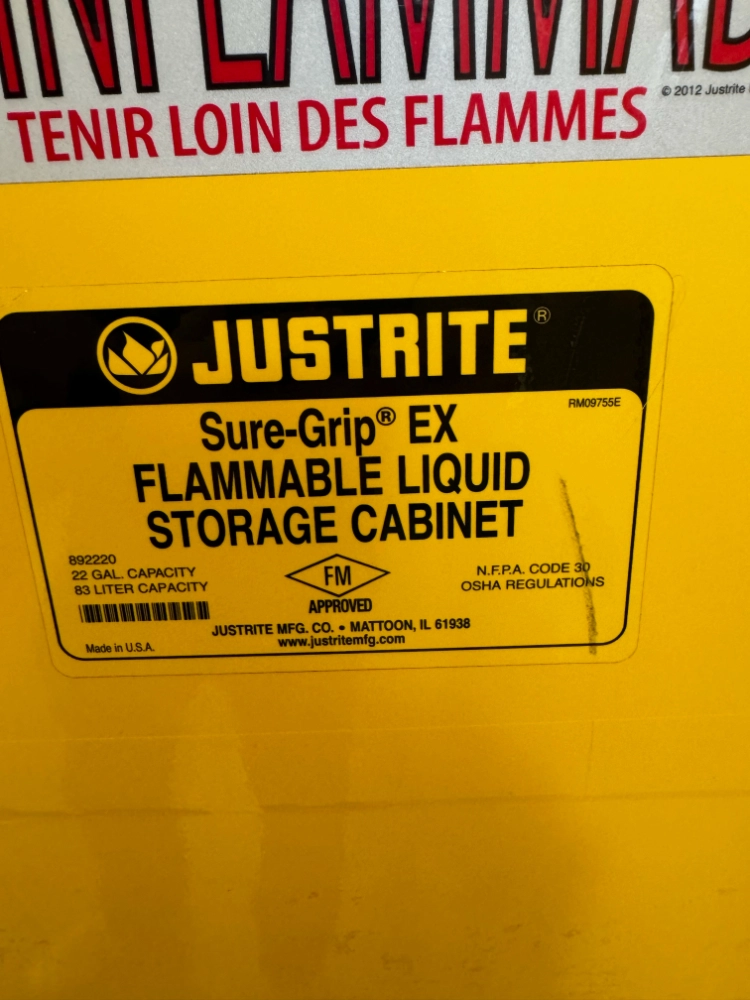 TENIR LOIN DES FLAMMES
© 2012 Justrite
JUSTRITE®
RM09755E
Sure-Grip® EX
FLAMMABLE LIQUID
STORAGE CABINET
892220
22 GAL. CAPACITY
83 LITER CAPACITY
FM
APPROVED
N.F.P.A. CODE 30
OSHA REGULATIONS
JUSTRITE MFG. CO. • MATTOON, IL 61938
www.justritemfg.com
Made in U.S.A.